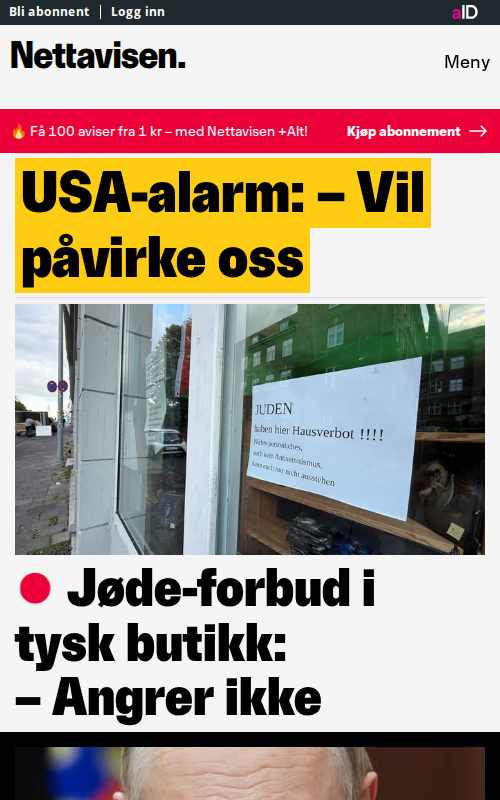 Bli abonnent | Logg inn
aID
Nettavisen.
Meny
🔥 Få 100 aviser fra 1 kr – med Nettavisen +Alt!
Kjøp abonnement →
USA-alarm: – Vil
påvirke oss
JUDEN
haben hier Hausverbot !!!!
Nichts persönliches,
auch kein Antisemitismus,
kann euch nur nicht ausstehen
Jøde-forbud i
tysk butikk:
– Angrer ikke